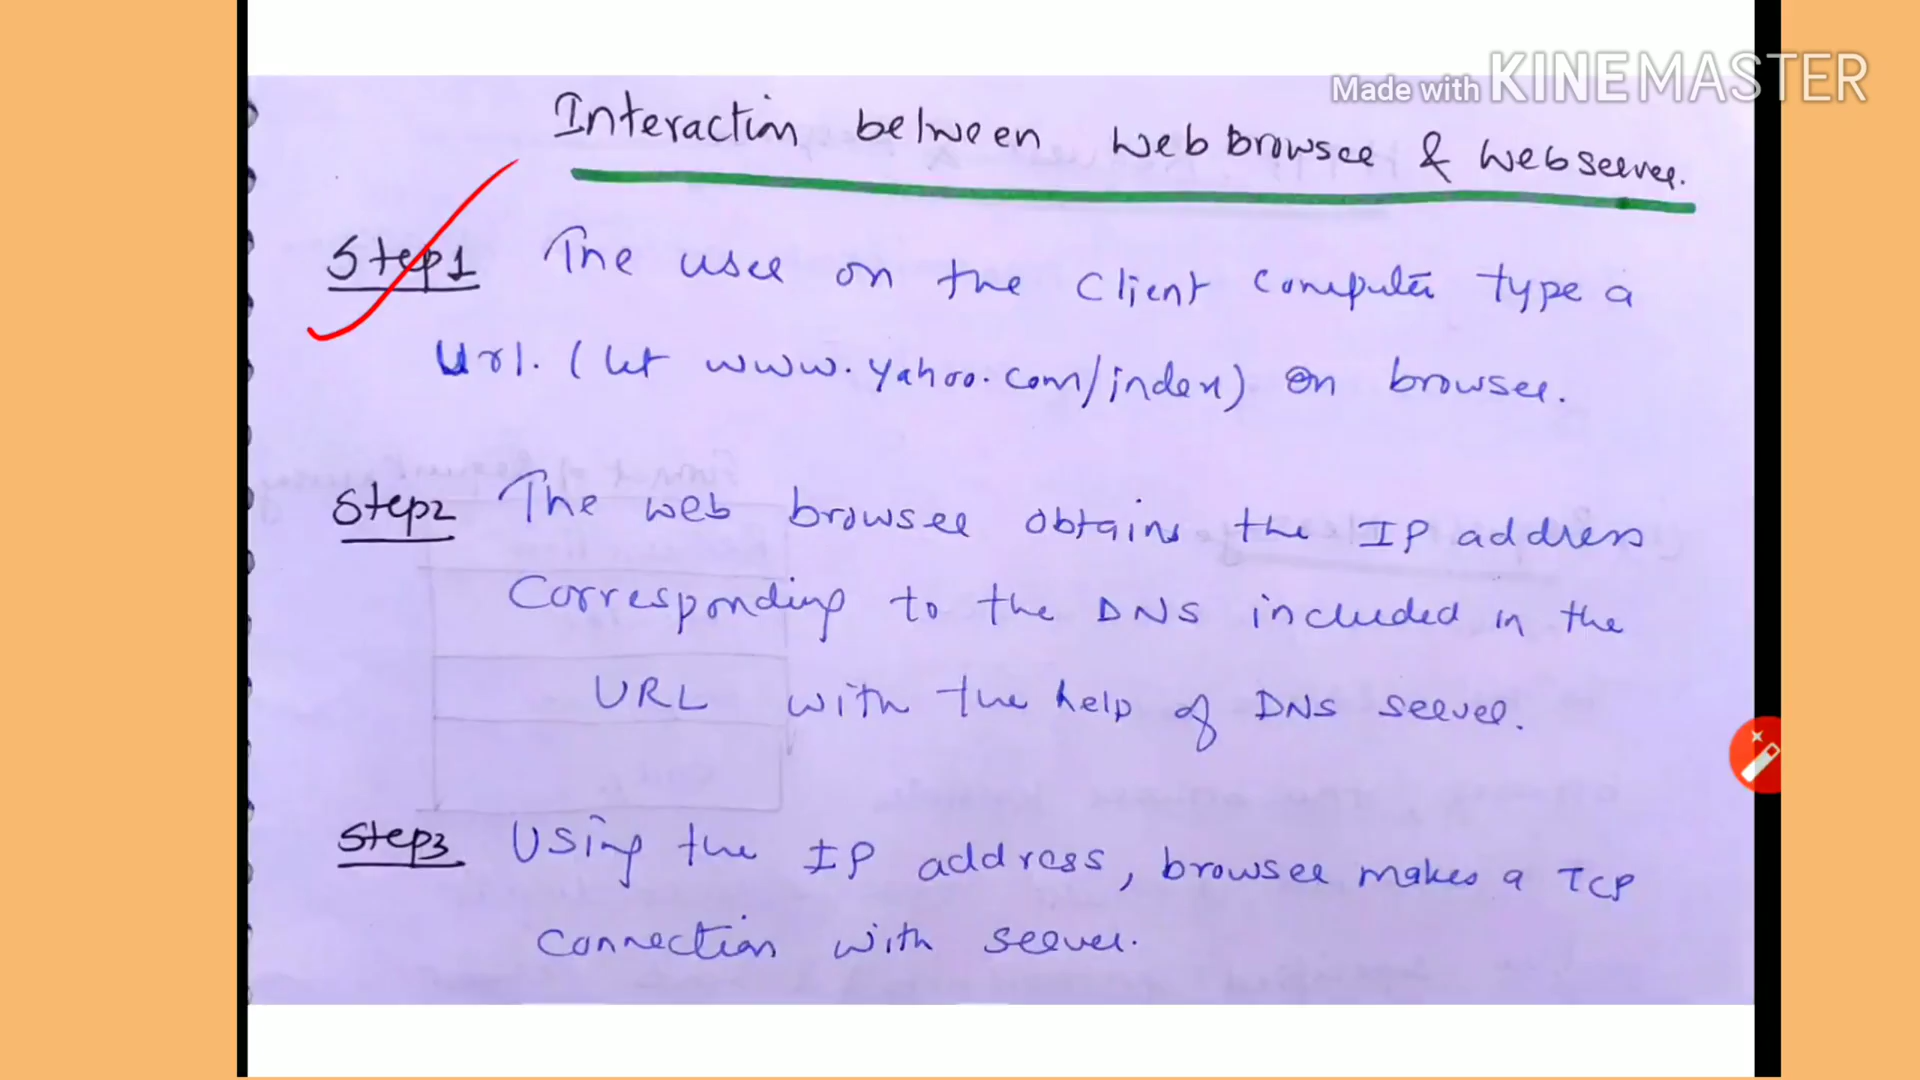 Made with KINEMASTER
Interaction between web browser & webserver.
Step1 The user on the client computer type a
Url. (let www.yahoo.com/index) on browser.
Step2 The web browser obtains the IP address
Corresponding to the DNS included in the
URL with the help of DNS server.
Step3 Using the IP address, browser makes a TCP
connection with server.